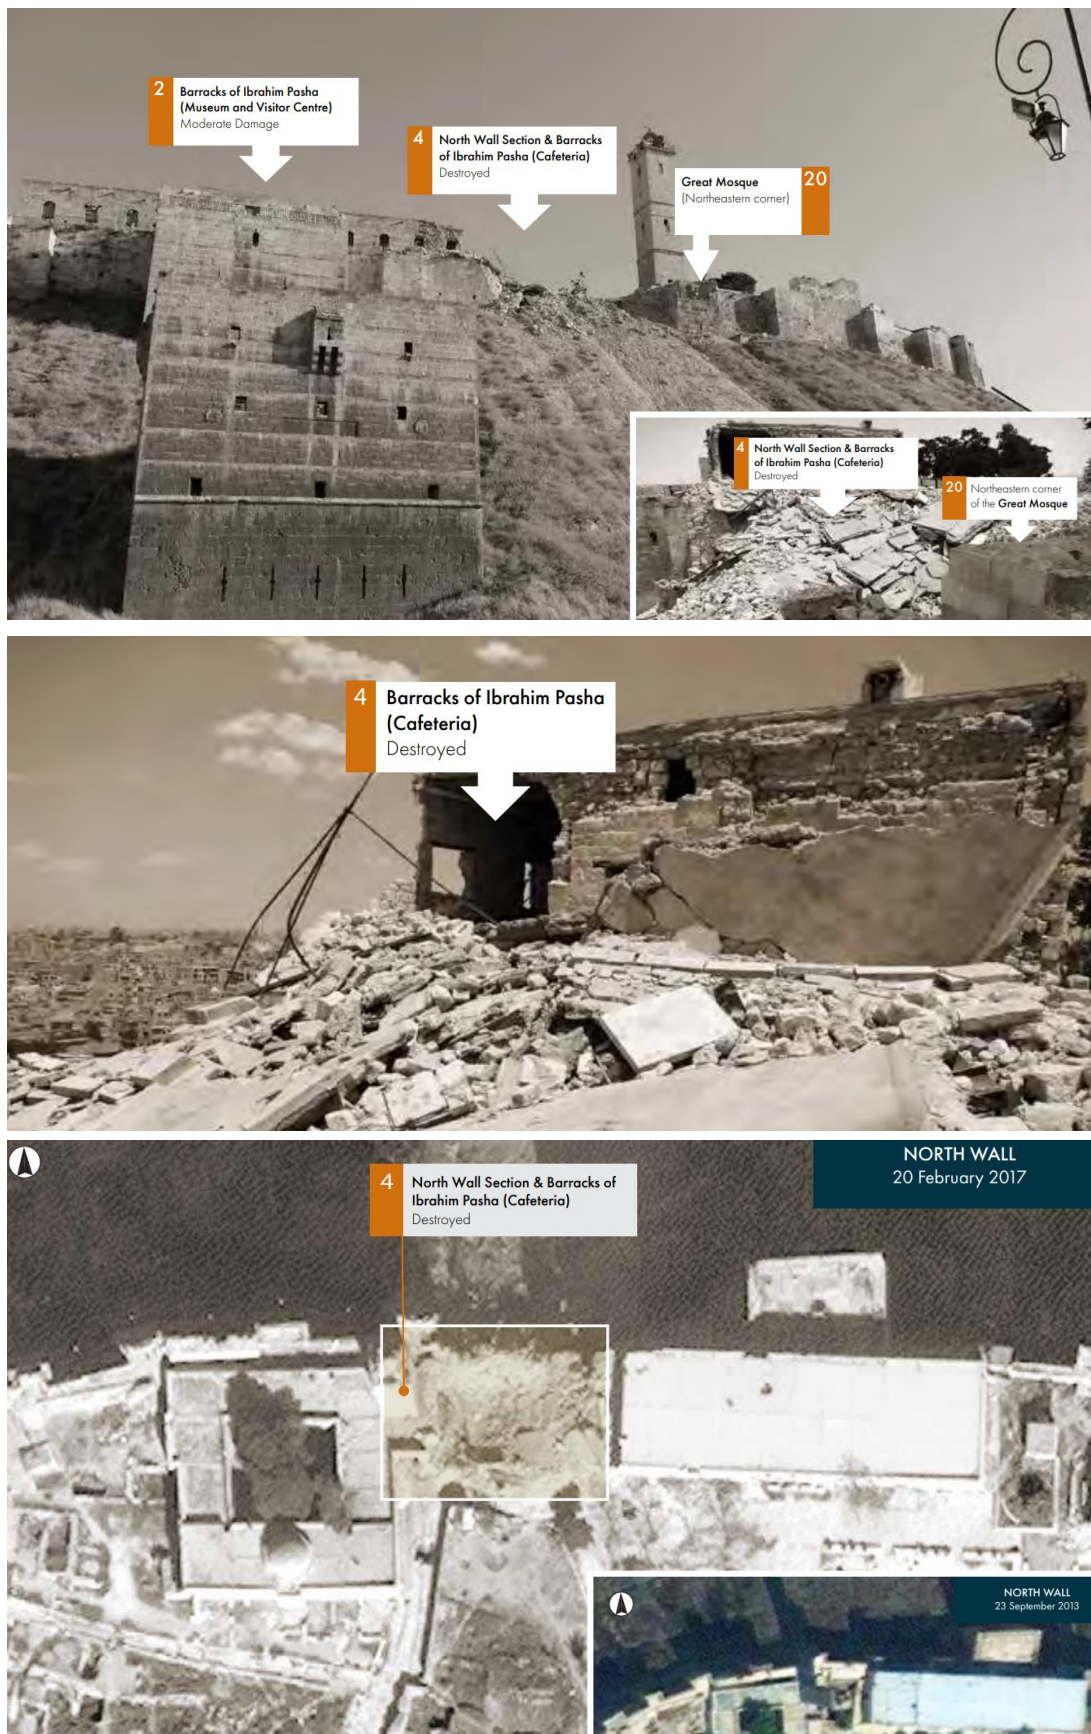 2
Barracks of Ibrahim Pasha
(Museum and Visitor Centre)
Moderate Damage
4
North Wall Section & Barracks
of Ibrahim Pasha (Cafeteria)
Destroyed
Great Mosque
(Northeastern corner)
20
4
North Wall Section & Barracks
of Ibrahim Pasha (Cafeteria)
Destroyed
20
Northeastern corner
of the Great Mosque
4
Barracks of Ibrahim Pasha
(Cafeteria)
Destroyed
NORTH WALL
20 February 2017
4
North Wall Section & Barracks of
Ibrahim Pasha (Cafeteria)
Destroyed
NORTH WALL
23 September 2013